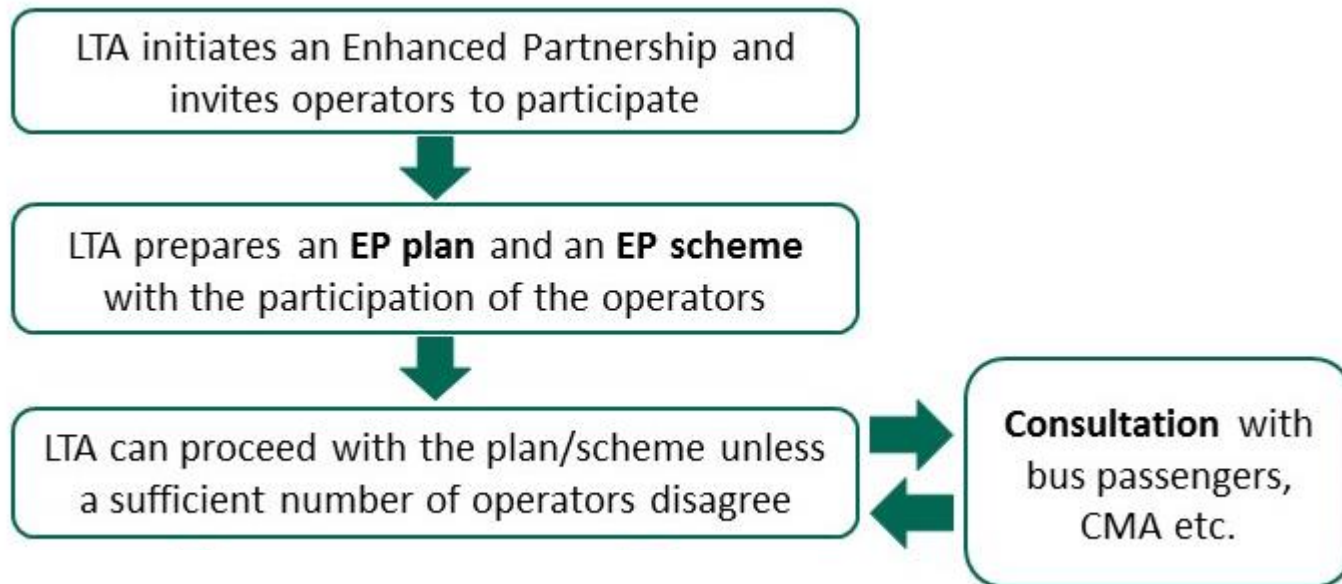 LTA initiates an Enhanced Partnership and
invites operators to participate
LTA prepares an EP plan and an EP scheme
with the participation of the operators
LTA can proceed with the plan/scheme unless
a sufficient number of operators disagree
Consultation with
bus passengers,
CMA etc.